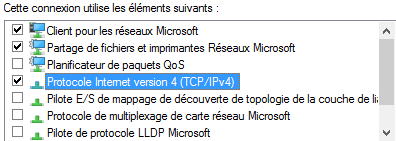 Cette connexion utilise les éléments suivants :
Client pour les réseaux Microsoft
Partage de fichiers et imprimantes Réseaux Microsoft
Planificateur de paquets QoS
Protocole Internet version 4 (TCP/IPv4)
Pilote E/S de mappage de découverte de topologie de la couche de
Protocole de multiplexage de carte réseau Microsoft
Pilote de protocole LLDP Microsoft